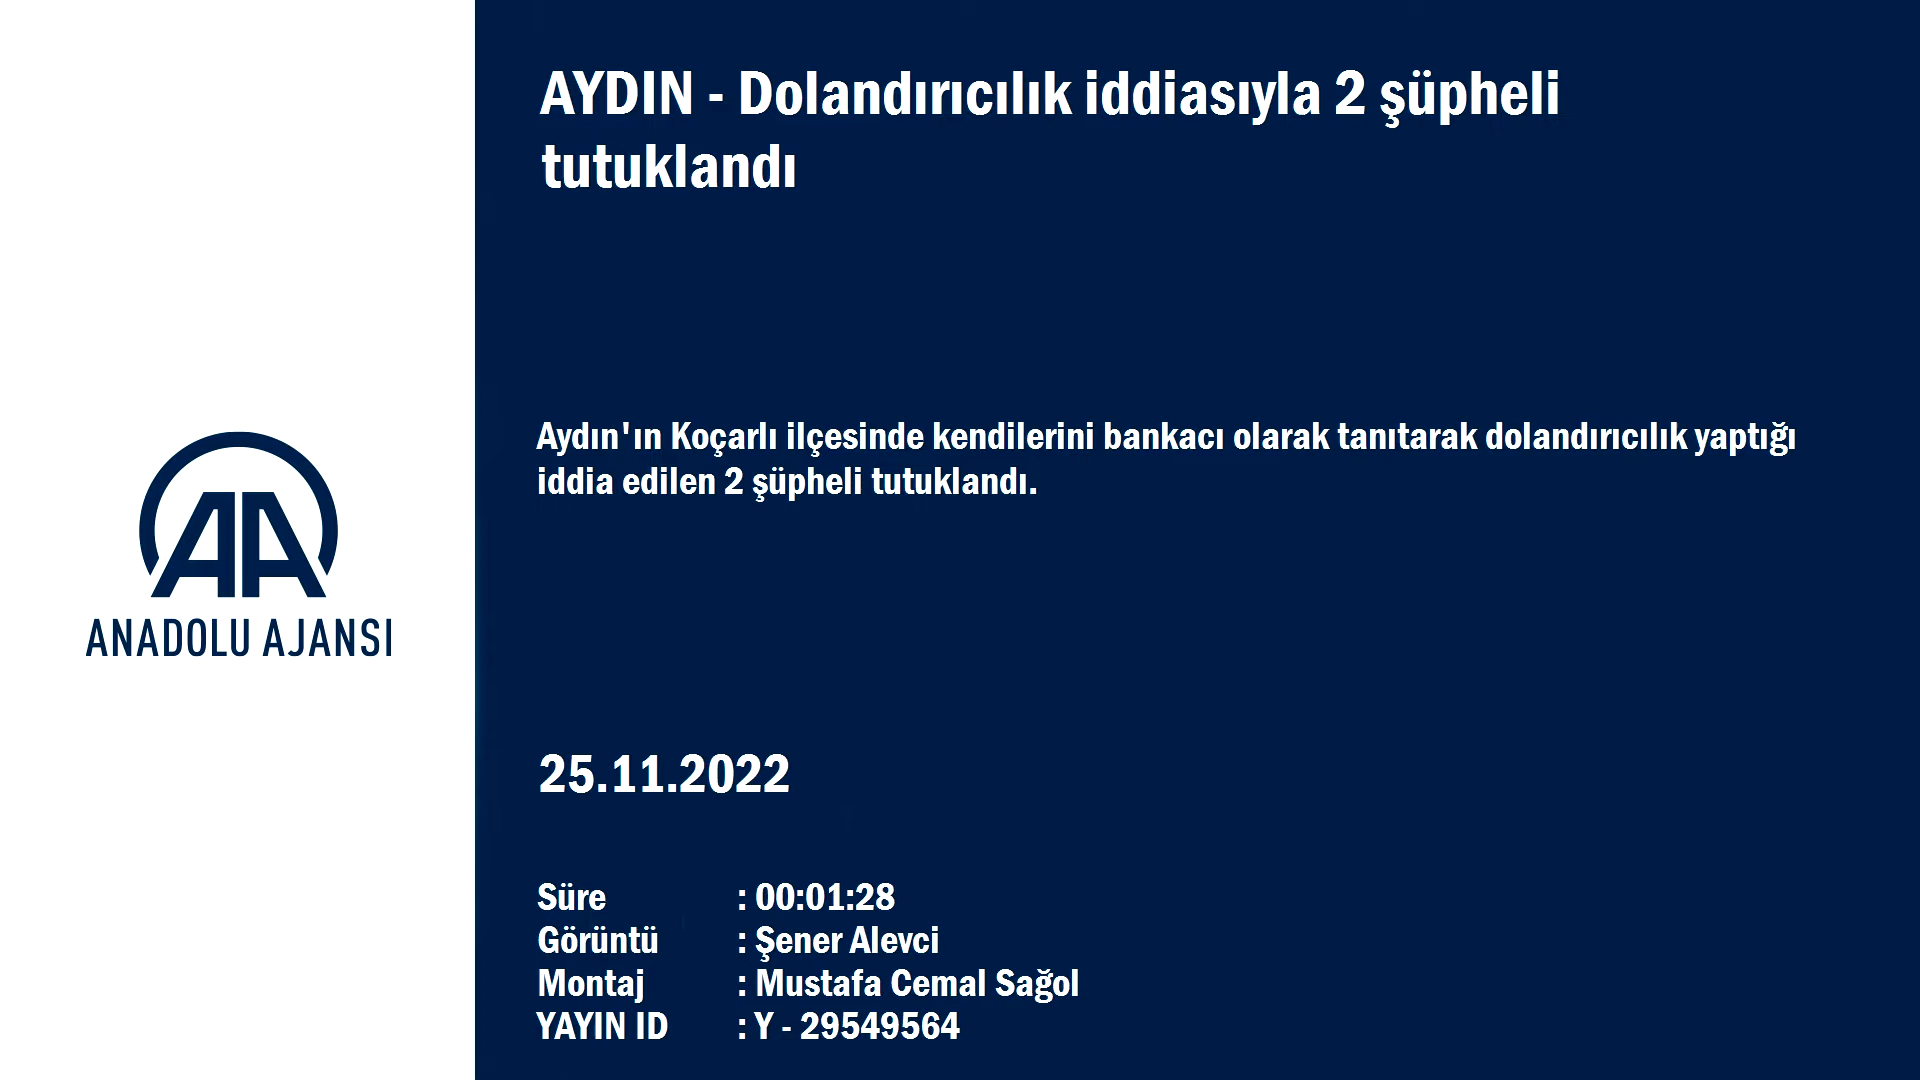 AYDIN - Dolandırıcılık iddiasıyla 2 şüpheli
tutuklandı
Aydın'ın Koçarlı ilçesinde kendilerini bankacı olarak tanıtarak dolandırıcılık yaptığı
iddia edilen 2 şüpheli tutuklandı.
AA
ANADOLU AJANSI
25.11.2022
Süre : 00:01:28
Görüntü : Şener Alevci
Montaj : Mustafa Cemal Sağol
YAYIN ID : Y - 29549564